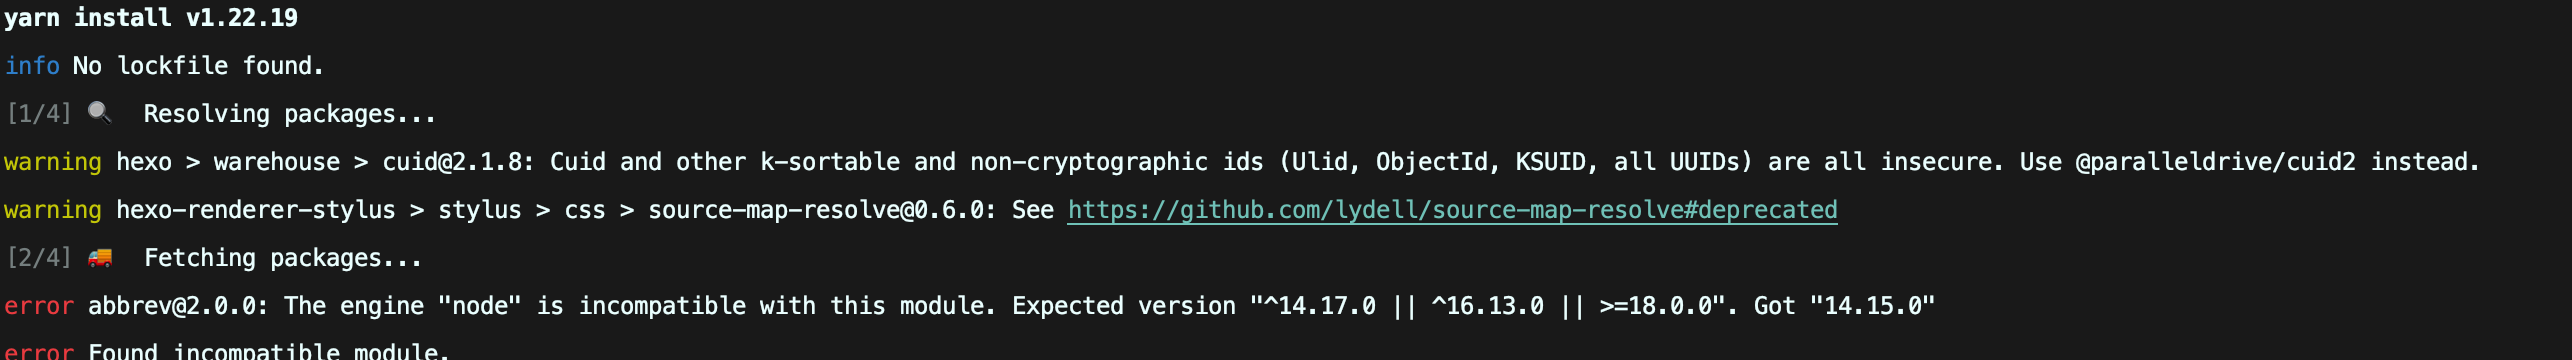 yarn install v1.22.19
info No lockfile found.
[1/4] 🔍 Resolving packages...
warning hexo > warehouse > cuid@2.1.8: Cuid and other k-sortable and non-cryptographic ids (Ulid, ObjectId, KSUID, all UUIDs) are all insecure. Use @paralleldrive/cuid2 instead.
warning hexo-renderer-stylus > stylus > css > source-map-resolve@0.6.0: See https://github.com/lydell/source-map-resolve#deprecated
[2/4] 🚚 Fetching packages...
error abbrev@2.0.0: The engine "node" is incompatible with this module. Expected version "^14.17.0 || ^16.13.0 || >=18.0.0". Got "14.15.0"
error Found incompatible module.